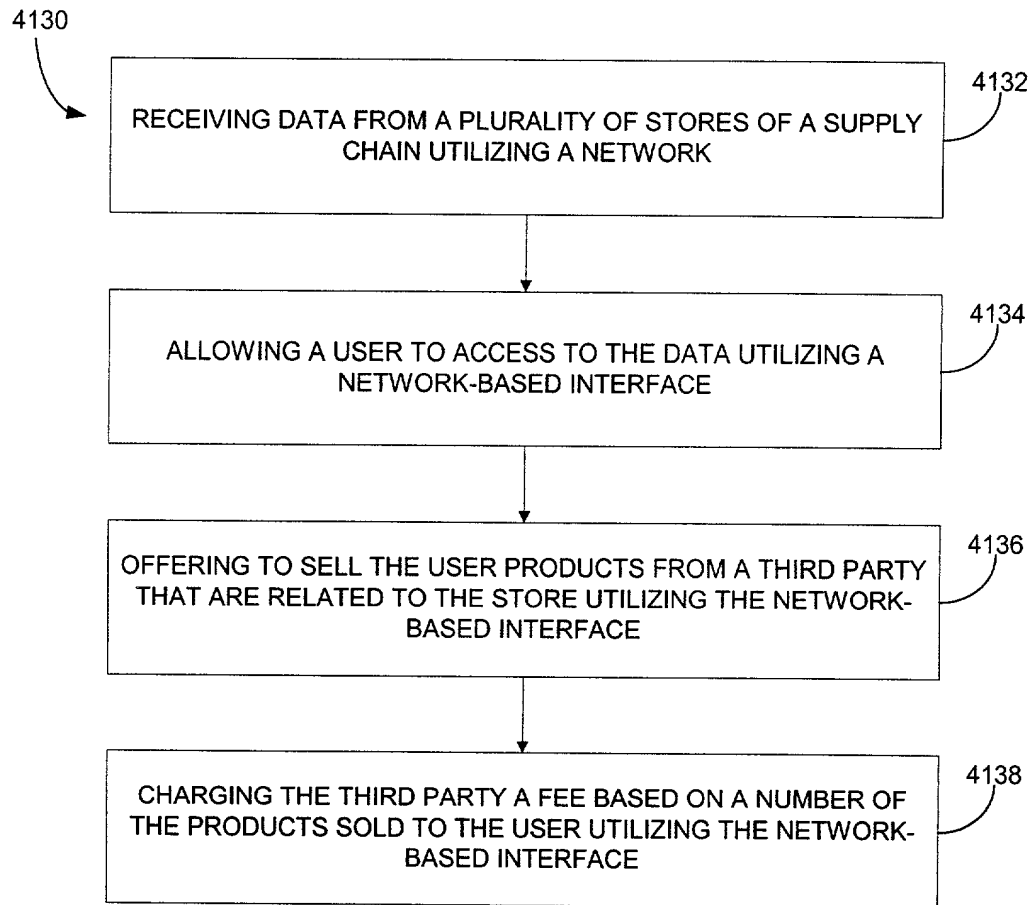 4130
4132
RECEIVING DATA FROM A PLURALITY OF STORES OF A SUPPLY
CHAIN UTILIZING A NETWORK
4134
ALLOWING A USER TO ACCESS TO THE DATA UTILIZING A
NETWORK-BASED INTERFACE
4136
OFFERING TO SELL THE USER PRODUCTS FROM A THIRD PARTY
THAT ARE RELATED TO THE STORE UTILIZING THE NETWORK-
BASED INTERFACE
4138
CHARGING THE THIRD PARTY A FEE BASED ON A NUMBER OF
THE PRODUCTS SOLD TO THE USER UTILIZING THE NETWORK-
BASED INTERFACE